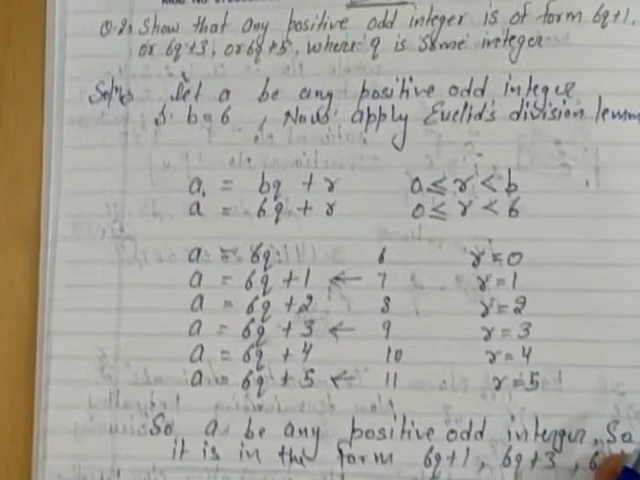 Q.2. Show that any positive odd integer is of form 6q+1,
or 6q+3, or 6q+5, where q is some integer
Let a be any positive odd integer
& b=6, Now apply Euclid's division lemm
a = bq + r 0 ≤ r < b
a = 6q + r 0 ≤ r < 6
a = 6q 6 r=0
a = 6q +1 ← 7 r=1
a = 6q +2 8 r=2
a = 6q + 3 ← 9 r=3
a = 6q + 4 10 r=4
a = 6q + 5 ← 11 r=5
So a be any positive odd interger, So
it is in the form 6q+1, 6q+3, 6